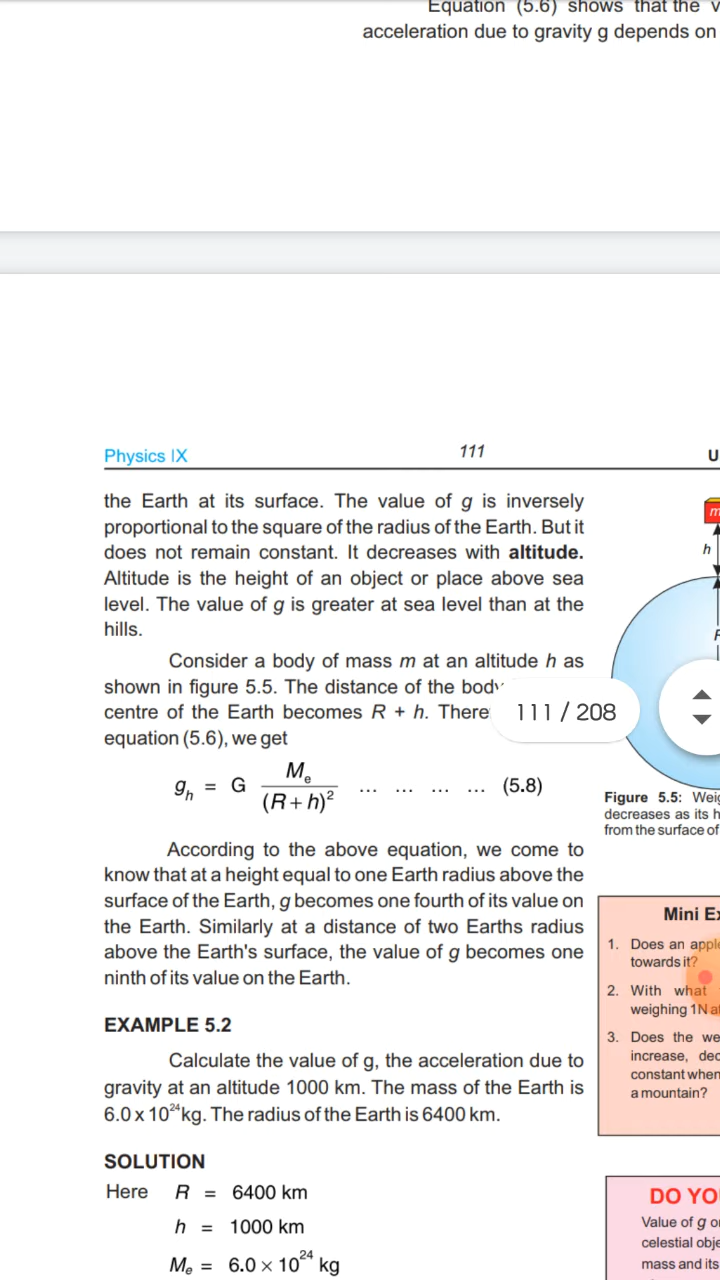 Equation (5.6) shows that the
acceleration due to gravity g depends on
Physics IX
111
U
the Earth at its surface. The value of g is inversely
proportional to the square of the radius of the Earth. But it
does not remain constant. It decreases with altitude.
Altitude is the height of an object or place above sea
level. The value of g is greater at sea level than at the
hills.
Consider a body of mass m at an altitude h as
shown in figure 5.5. The distance of the body
centre of the Earth becomes R + h. There
equation (5.6), we get
gₕ = G Mₑ / (R + h)² ... ... ... ... (5.8)
According to the above equation, we come to
know that at a height equal to one Earth radius above the
surface of the Earth, g becomes one fourth of its value on
the Earth. Similarly at a distance of two Earths radius
above the Earth's surface, the value of g becomes one
ninth of its value on the Earth.
EXAMPLE 5.2
Calculate the value of g, the acceleration due to
gravity at an altitude 1000 km. The mass of the Earth is
6.0 x 10²⁴kg. The radius of the Earth is 6400 km.
SOLUTION
Here R = 6400 km
h = 1000 km
Mₑ = 6.0 × 10²⁴ kg
m
h
111 / 208
Figure 5.5:
decreases as its
from the surface of
Mini
1. Does an
towards it?
2. With what
weighing 1N
3. Does the
increase,
constant when
a mountain?
DO
Value of g
celestial
mass and its